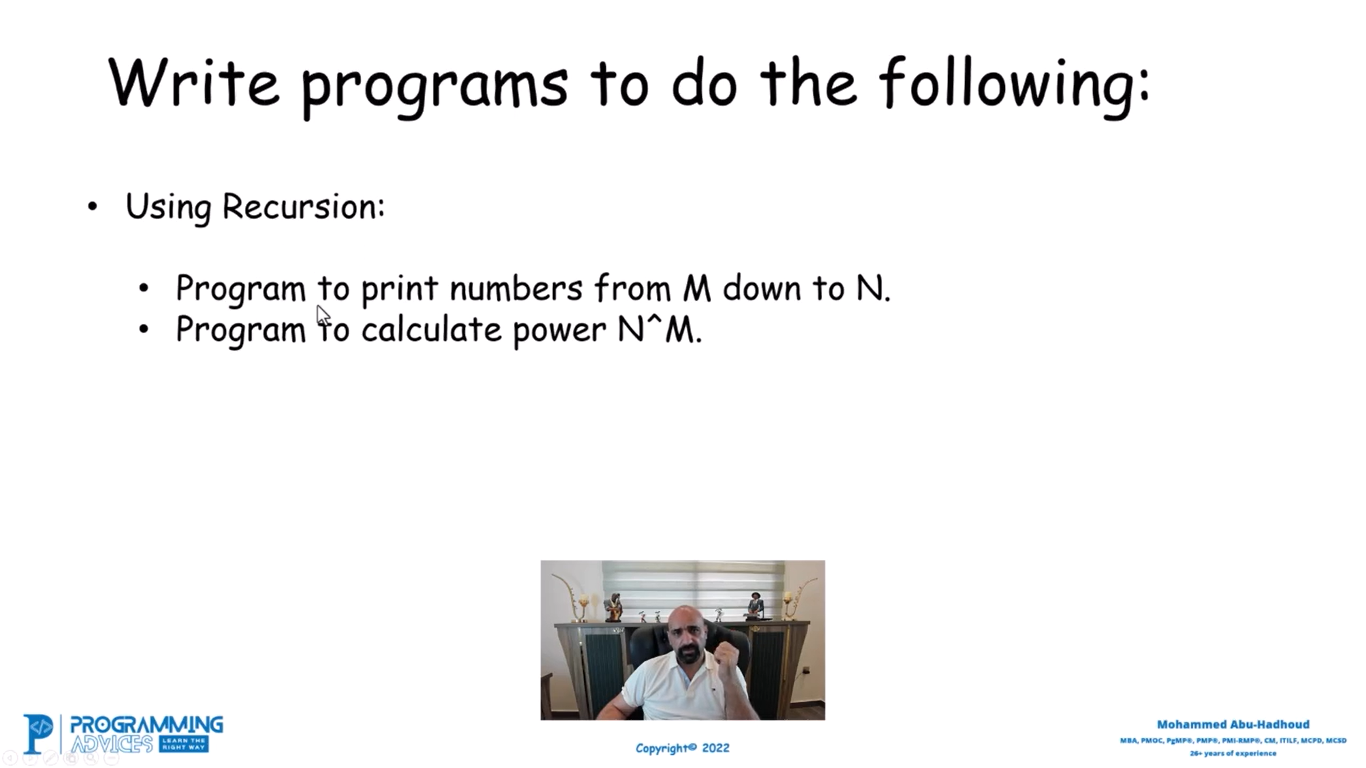 Write programs to do the following:
• Using Recursion:
• Program to print numbers from M down to N.
• Program to calculate power N^M.
PROGRAMMING
ADVICES LEARN THE RIGHT WAY
Copyright© 2022
Mohammed Abu-Hadhoud
MBA, PMOC, PgMP®, PMP®, PMI-RMP®, CM, ITILF, MCPD, MCSD
26+ years of experience